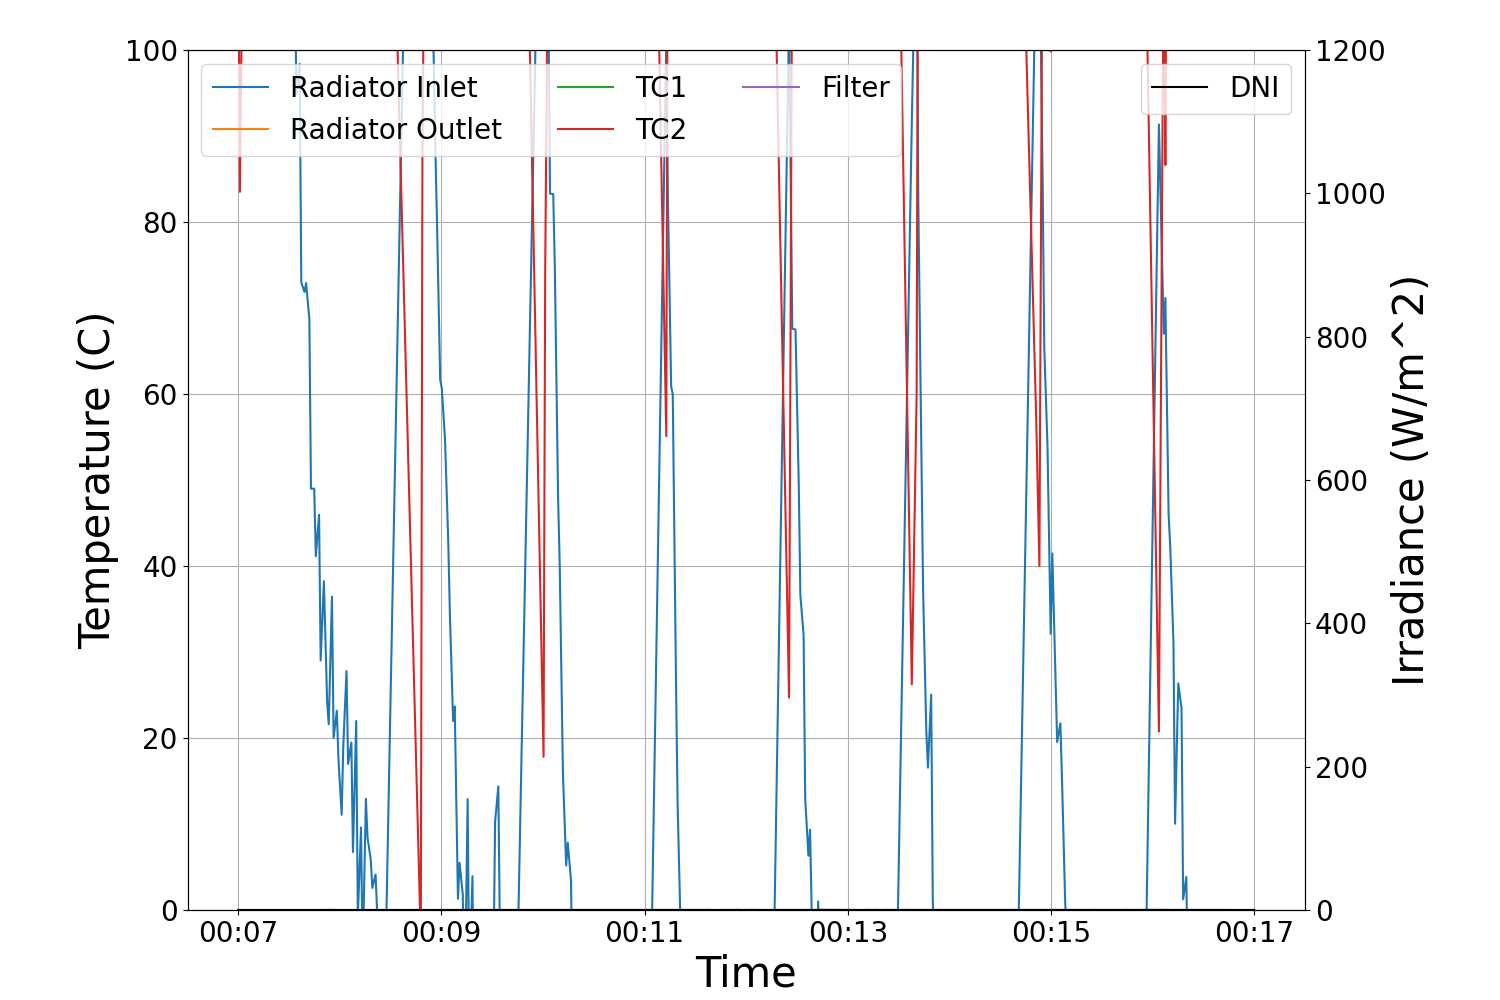 100
80
60
40
20
0
Temperature (C)
Radiator Inlet
Radiator Outlet
TC1
TC2
Filter
DNI
1200
1000
800
600
400
200
0
Irradiance (W/m^2)
00:07 00:09 00:11 00:13 00:15 00:17
Time